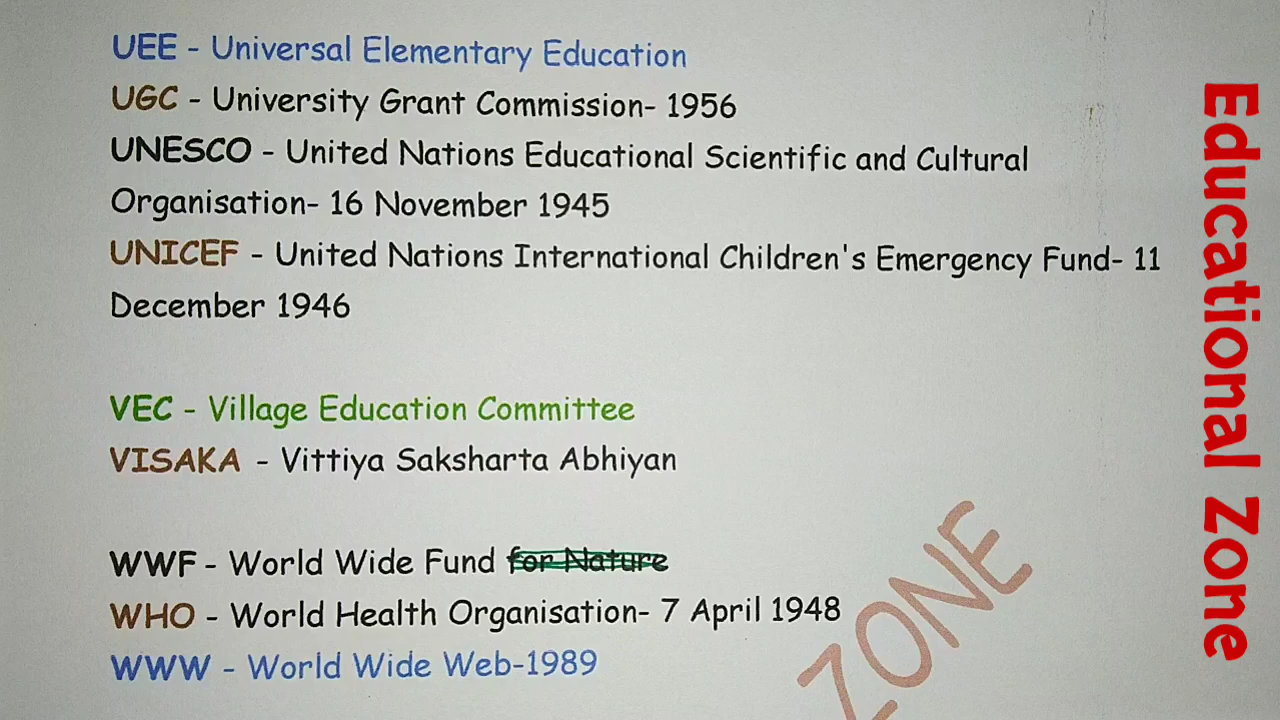 UEE - Universal Elementary Education
UGC - University Grant Commission- 1956
UNESCO - United Nations Educational Scientific and Cultural
Organisation- 16 November 1945
UNICEF - United Nations International Children's Emergency Fund- 11
December 1946
VEC - Village Education Committee
VISAKA - Vittiya Saksharta Abhiyan
WWF - World Wide Fund for Nature
WHO - World Health Organisation- 7 April 1948
WWW - World Wide Web-1989
ZONE
Educational Zone